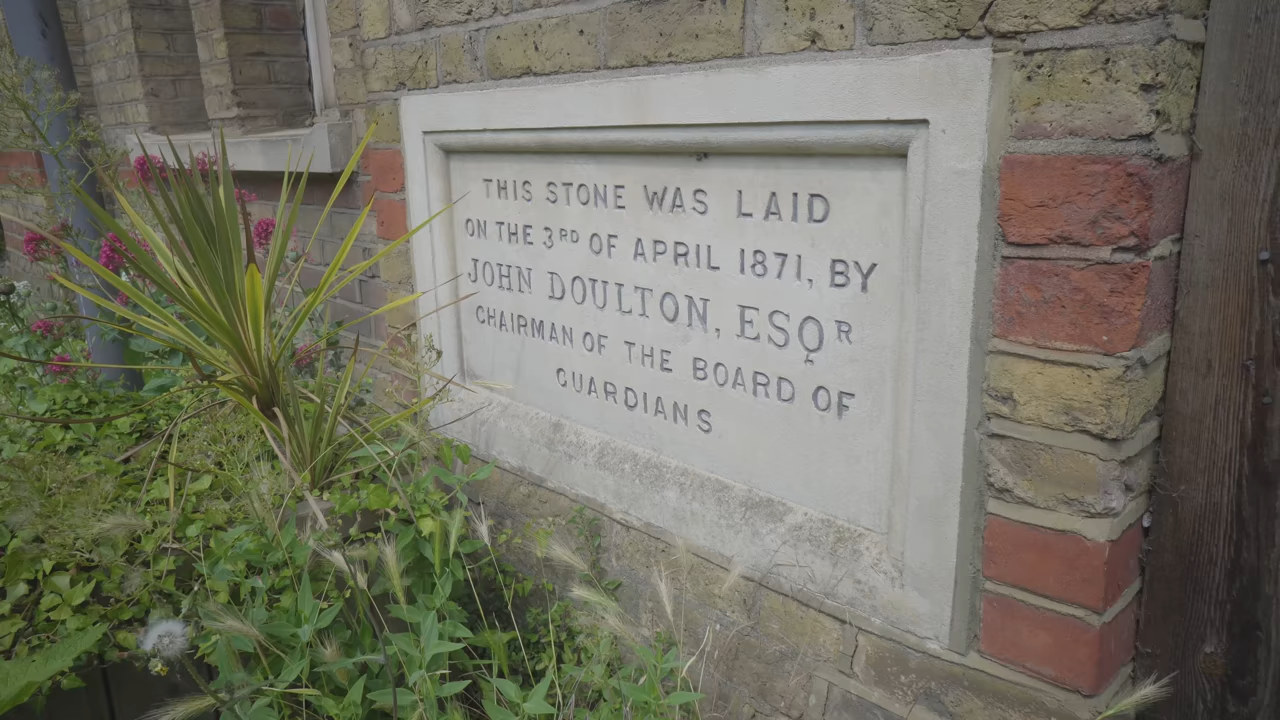 THIS STONE WAS LAID
ON THE 3RD OF APRIL 1871, BY
JOHN DOULTON, ESQR
CHAIRMAN OF THE BOARD OF
GUARDIANS